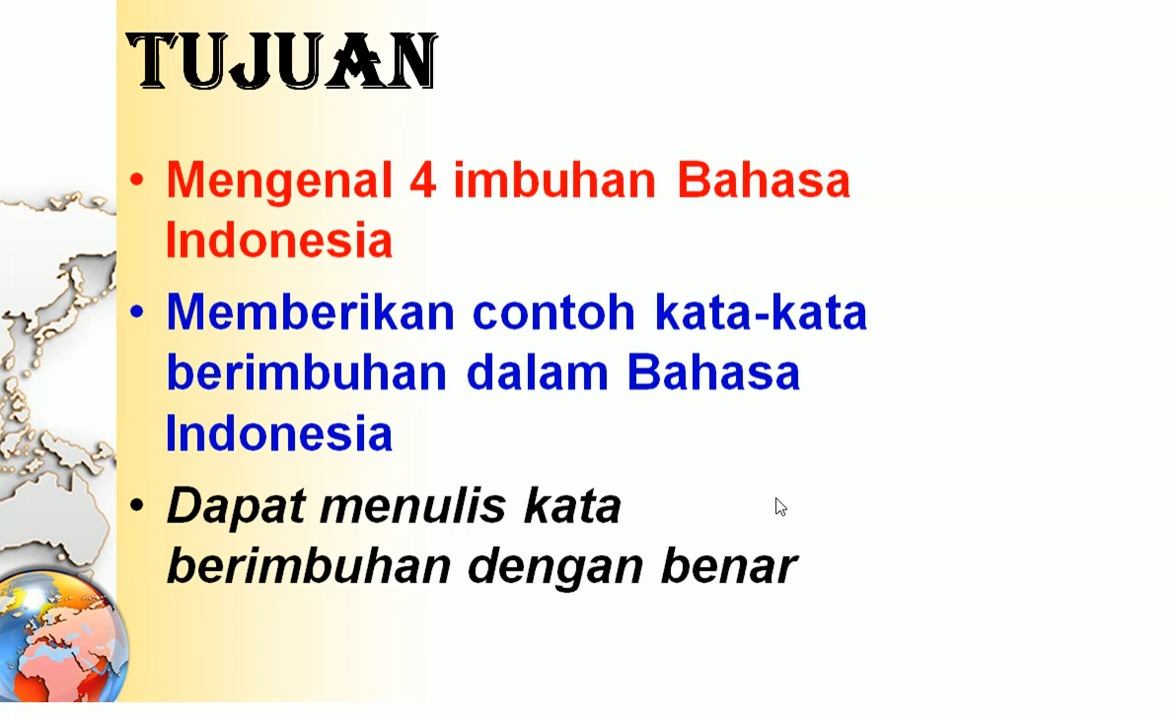 TUJUAN
• Mengenal 4 imbuhan Bahasa
Indonesia
• Memberikan contoh kata-kata
berimbuhan dalam Bahasa
Indonesia
• Dapat menulis kata
berimbuhan dengan benar